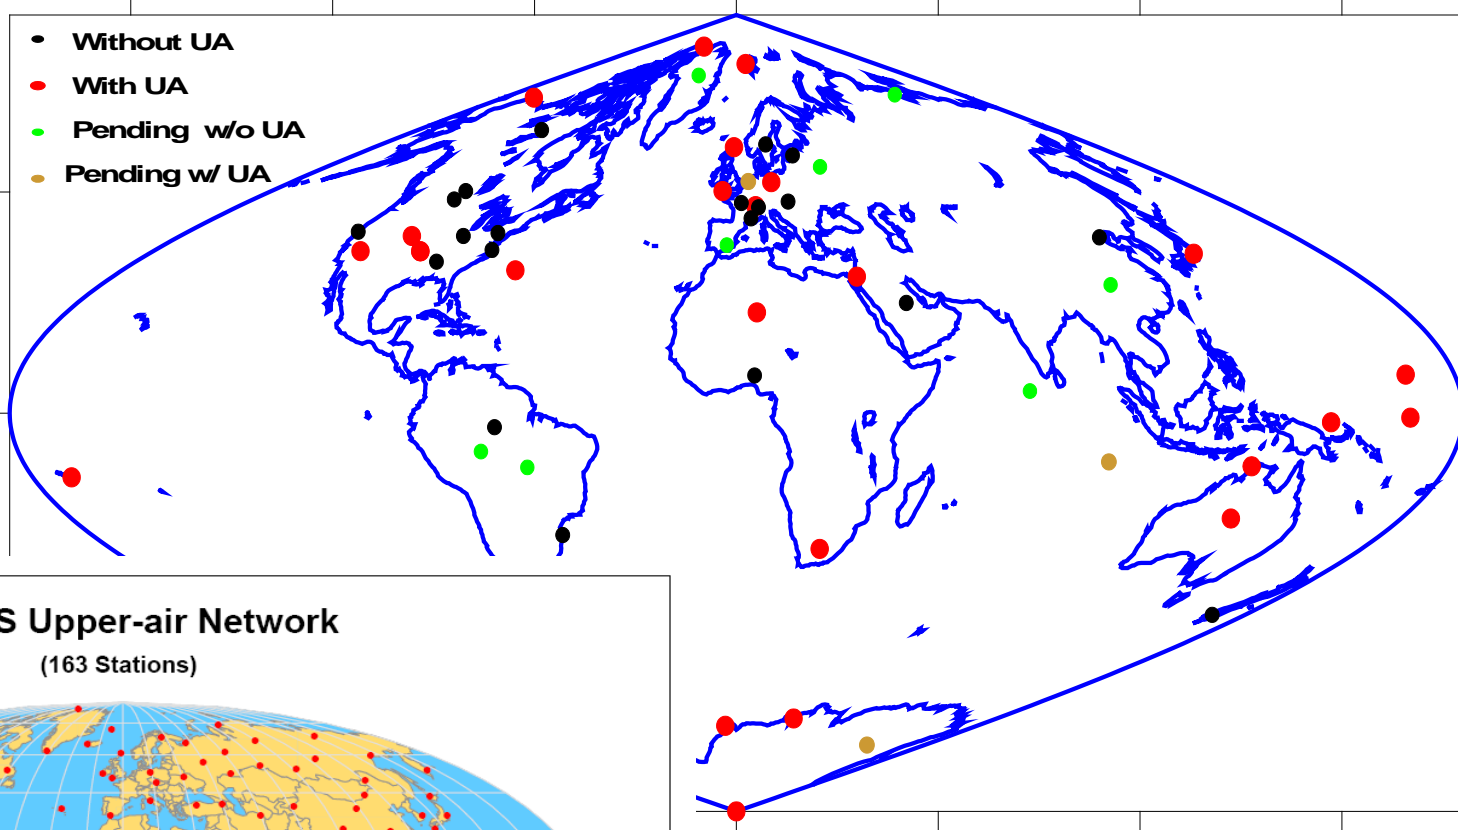 Without UA
With UA
Pending w/o UA
Pending w/ UA
S Upper-air Network
(163 Stations)